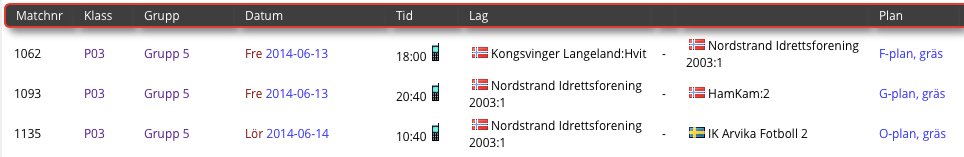 Matchnr Klass Grupp Datum Tid Lag Plan
1062 P03 Grupp 5 Fre 2014-06-13 18:00 Kongsvinger Langeland:Hvit - Nordstrand Idrettsforening 2003:1 F-plan, gräs
1093 P03 Grupp 5 Fre 2014-06-13 20:40 Nordstrand Idrettsforening 2003:1 - HamKam:2 G-plan, gräs
1135 P03 Grupp 5 Lör 2014-06-14 10:40 Nordstrand Idrettsforening 2003:1 - IK Arvika Fotboll 2 O-plan, gräs